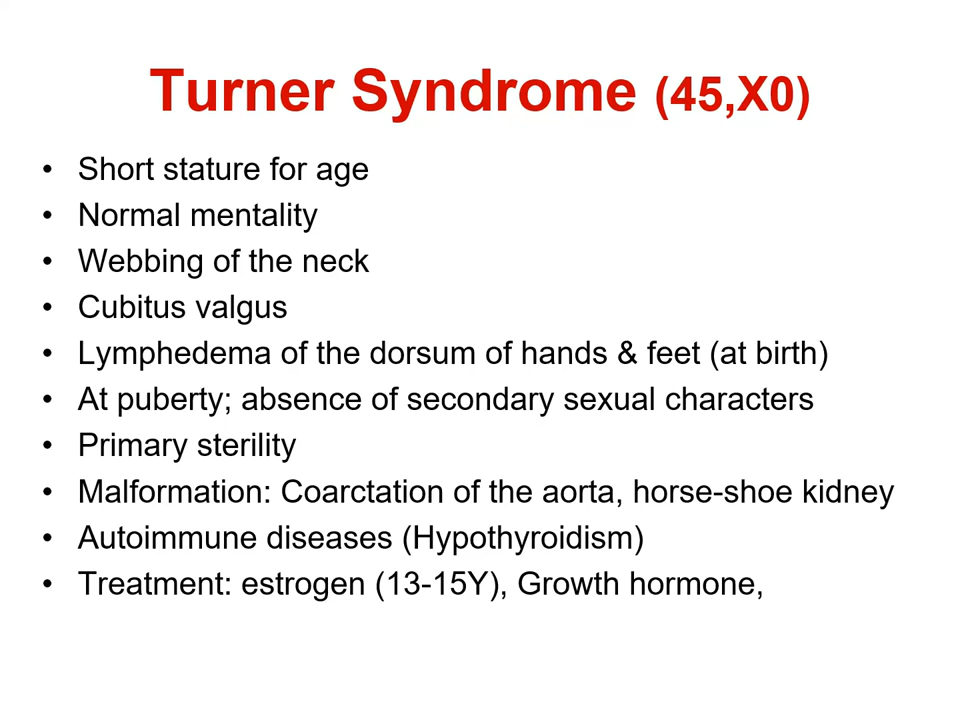 Turner Syndrome (45,X0)
• Short stature for age
• Normal mentality
• Webbing of the neck
• Cubitus valgus
• Lymphedema of the dorsum of hands & feet (at birth)
• At puberty; absence of secondary sexual characters
• Primary sterility
• Malformation: Coarctation of the aorta, horse-shoe kidney
• Autoimmune diseases (Hypothyroidism)
• Treatment: estrogen (13-15Y), Growth hormone,